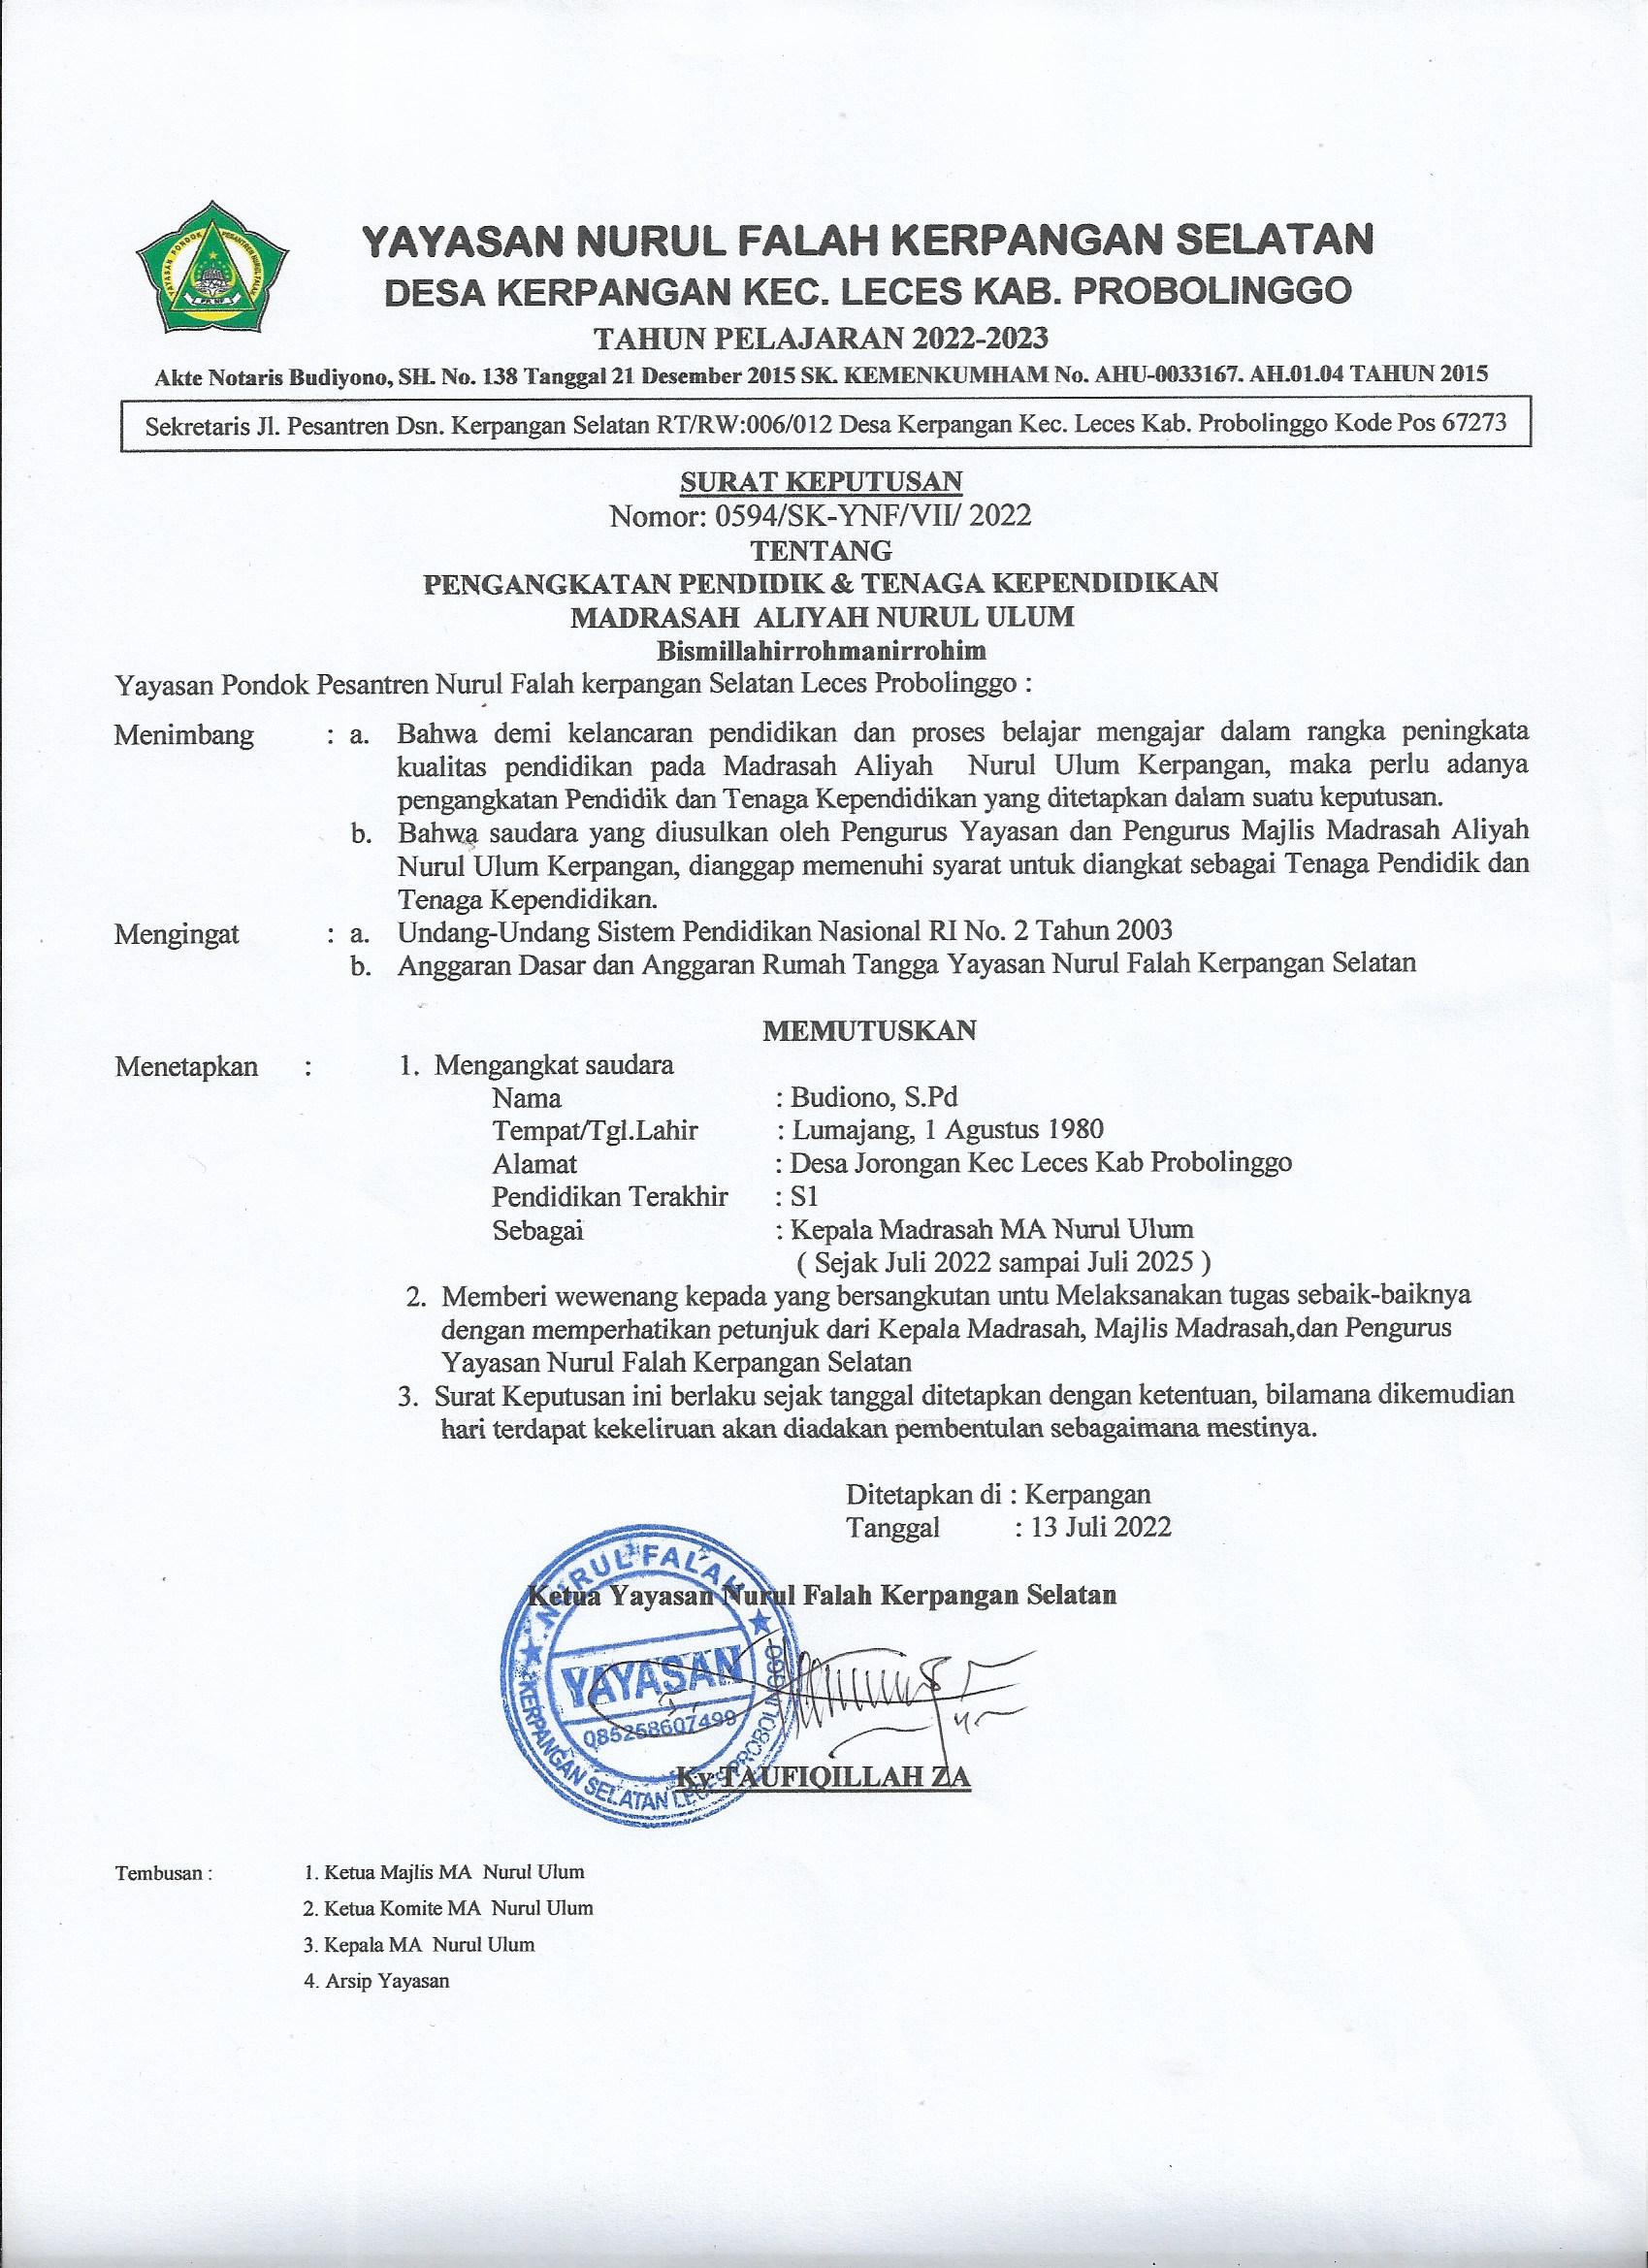 YAYASAN PONDOK PESANTREN NURUL FALAH
YAYASAN NURUL FALAH KERPANGAN SELATAN
DESA KERPANGAN KEC. LECES KAB. PROBOLINGGO
TAHUN PELAJARAN 2022-2023
Akte Notaris Budiyono, SH. No. 138 Tanggal 21 Desember 2015 SK. KEMENKUMHAM No. AHU-0033167. AH.01.04 TAHUN 2015
Sekretaris Jl. Pesantren Dsn. Kerpangan Selatan RT/RW:006/012 Desa Kerpangan Kec. Leces Kab. Probolinggo Kode Pos 67273
SURAT KEPUTUSAN
Nomor: 0594/SK-YNF/VII/ 2022
TENTANG
PENGANGKATAN PENDIDIK & TENAGA KEPENDIDIKAN
MADRASAH ALIYAH NURUL ULUM
Bismillahirrohmanirrohim
Yayasan Pondok Pesantren Nurul Falah kerpangan Selatan Leces Probolinggo :
Menimbang : a. Bahwa demi kelancaran pendidikan dan proses belajar mengajar dalam rangka peningkata
kualitas pendidikan pada Madrasah Aliyah Nurul Ulum Kerpangan, maka perlu adanya
pengangkatan Pendidik dan Tenaga Kependidikan yang ditetapkan dalam suatu keputusan.
b. Bahwa saudara yang diusulkan oleh Pengurus Yayasan dan Pengurus Majlis Madrasah Aliyah
Nurul Ulum Kerpangan, dianggap memenuhi syarat untuk diangkat sebagai Tenaga Pendidik dan
Tenaga Kependidikan.
Mengingat : a. Undang-Undang Sistem Pendidikan Nasional RI No. 2 Tahun 2003
b. Anggaran Dasar dan Anggaran Rumah Tangga Yayasan Nurul Falah Kerpangan Selatan
MEMUTUSKAN
Menetapkan : 1. Mengangkat saudara
Nama : Budiono, S.Pd
Tempat/Tgl.Lahir : Lumajang, 1 Agustus 1980
Alamat : Desa Jorongan Kec Leces Kab Probolinggo
Pendidikan Terakhir : S1
Sebagai : Kepala Madrasah MA Nurul Ulum
( Sejak Juli 2022 sampai Juli 2025 )
2. Memberi wewenang kepada yang bersangkutan untu Melaksanakan tugas sebaik-baiknya
dengan memperhatikan petunjuk dari Kepala Madrasah, Majlis Madrasah,dan Pengurus
Yayasan Nurul Falah Kerpangan Selatan
3. Surat Keputusan ini berlaku sejak tanggal ditetapkan dengan ketentuan, bilamana dikemudian
hari terdapat kekeliruan akan diadakan pembentulan sebagaimana mestinya.
Ditetapkan di : Kerpangan
Tanggal : 13 Juli 2022
Ketua Yayasan Nurul Falah Kerpangan Selatan
NURUL FALAH
YAYASAN
085258607499
KERPANGAN SELATAN LECES PROBOLINGGO
Ky TAUFIQILLAH ZA
Tembusan : 1. Ketua Majlis MA Nurul Ulum
2. Ketua Komite MA Nurul Ulum
3. Kepala MA Nurul Ulum
4. Arsip Yayasan